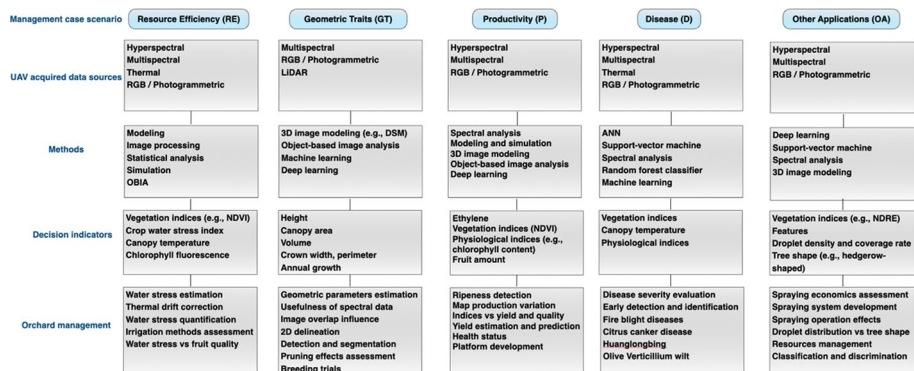 Management case scenario
Resource Efficiency (RE)
Geometric Traits (GT)
Productivity (P)
Disease (D)
Other Applications (OA)
UAV acquired data sources
Hyperspectral
Multispectral
Thermal
RGB / Photogrammetric
Multispectral
RGB / Photogrammetric
LiDAR
Hyperspectral
Multispectral
RGB / Photogrammetric
Hyperspectral
Multispectral
Thermal
RGB / Photogrammetric
Hyperspectral
Multispectral
RGB / Photogrammetric
Methods
Modeling
Image processing
Statistical analysis
Simulation
OBIA
3D image modeling (e.g., DSM)
Object-based image analysis
Machine learning
Deep learning
Spectral analysis
Modeling and simulation
3D image modeling
Object-based image analysis
Deep learning
ANN
Support-vector machine
Spectral analysis
Random forest classifier
Machine learning
Deep learning
Support-vector machine
Spectral analysis
3D image modeling
Decision indicators
Vegetation indices (e.g., NDVI)
Crop water stress index
Canopy temperature
Chlorophyll fluorescence
Height
Canopy area
Volume
Crown width, perimeter
Annual growth
Ethylene
Vegetation indices (NDVI)
Physiological indices (e.g.,
chlorophyll content)
Fruit amount
Vegetation indices
Canopy temperature
Physiological indices
Vegetation indices (e.g., NDRE)
Features
Droplet density and coverage rate
Tree shape (e.g., hedgerow-
shaped)
Orchard management
Water stress estimation
Thermal drift correction
Water stress quantification
Irrigation methods assessment
Water stress vs fruit quality
Geometric parameters estimation
Usefulness of spectral data
Image overlap influence
2D delineation
Detection and segmentation
Pruning effects assessment
Breeding trials
Ripeness detection
Map production variation
Indices vs yield and quality
Yield estimation and prediction
Health status
Platform development
Disease severity evaluation
Early detection and identification
Fire blight diseases
Citrus canker disease
Huanglongbing
Olive Verticillium wilt
Spraying economics assessment
Spraying system development
Spraying operation effects
Droplet distribution vs tree shape
Resources management
Classification and discrimination